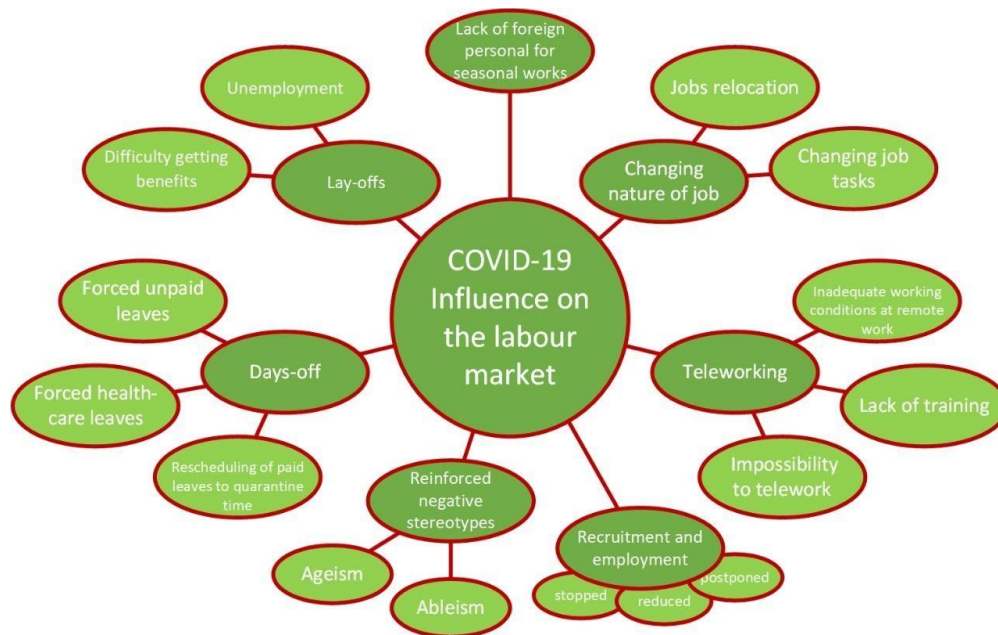 COVID-19
Influence on
the labour
market
Lack of foreign
personal for
seasonal works
Changing
nature of job
Jobs relocation
Changing job
tasks
Teleworking
Inadequate working
conditions at remote
work
Lack of training
Impossibility
to telework
Recruitment and
employment
stopped
reduced
postponed
Reinforced
negative
stereotypes
Ageism
Ableism
Days-off
Forced unpaid
leaves
Forced health-
care leaves
Rescheduling of paid
leaves to quarantine
time
Lay-offs
Unemployment
Difficulty getting
benefits